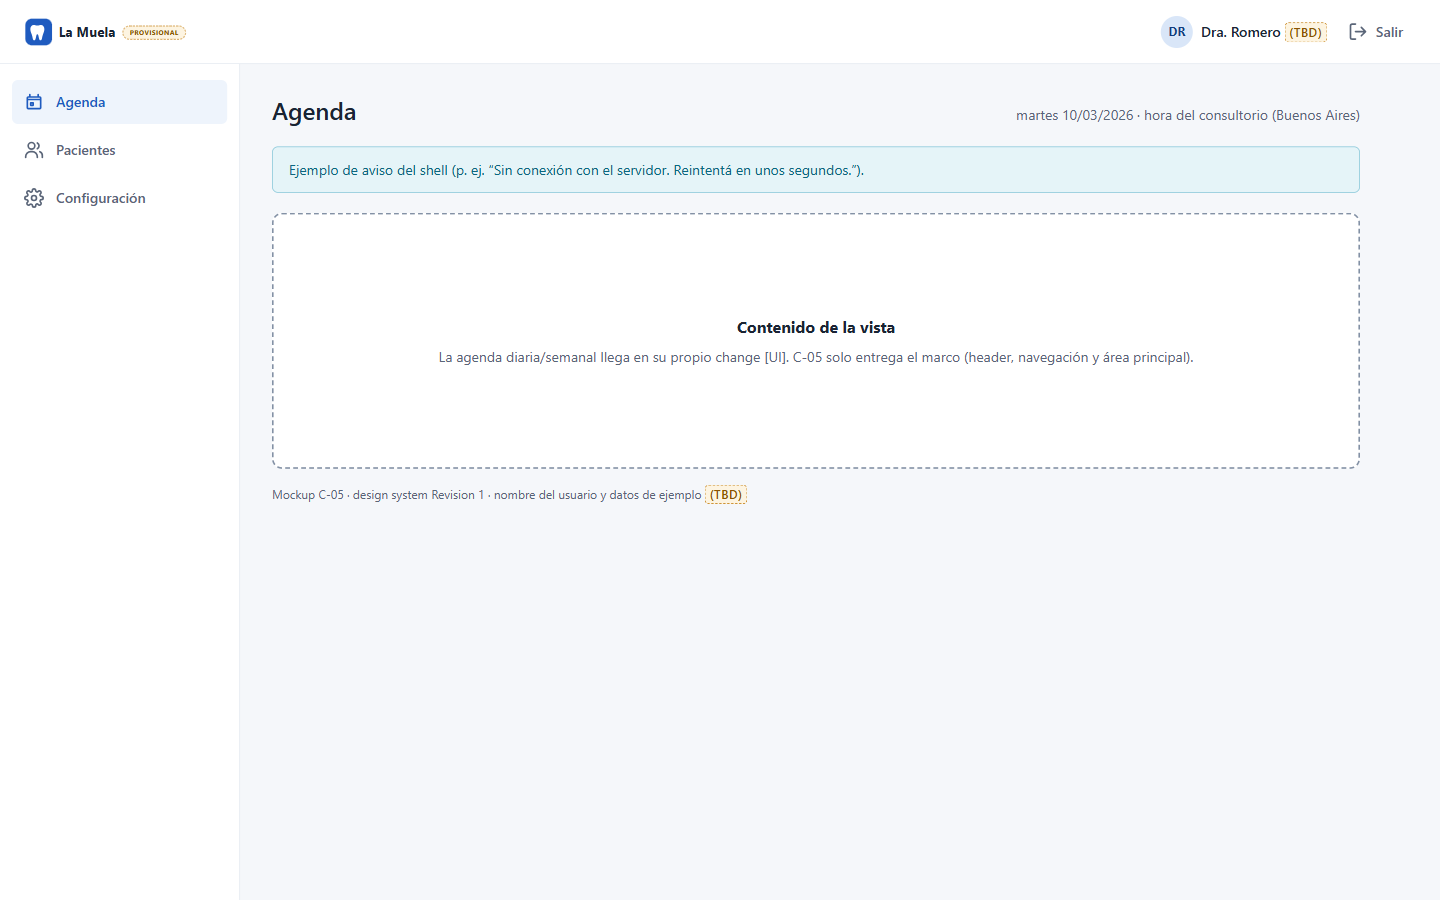 La Muela PROVISIONAL
DR Dra. Romero (TBD) Salir
Agenda
Pacientes
Configuración
Agenda
martes 10/03/2026 · hora del consultorio (Buenos Aires)
Ejemplo de aviso del shell (p. ej. “Sin conexión con el servidor. Reintentá en unos segundos.”).
Contenido de la vista
La agenda diaria/semanal llega en su propio change [UI]. C-05 solo entrega el marco (header, navegación y área principal).
Mockup C-05 · design system Revision 1 · nombre del usuario y datos de ejemplo (TBD)